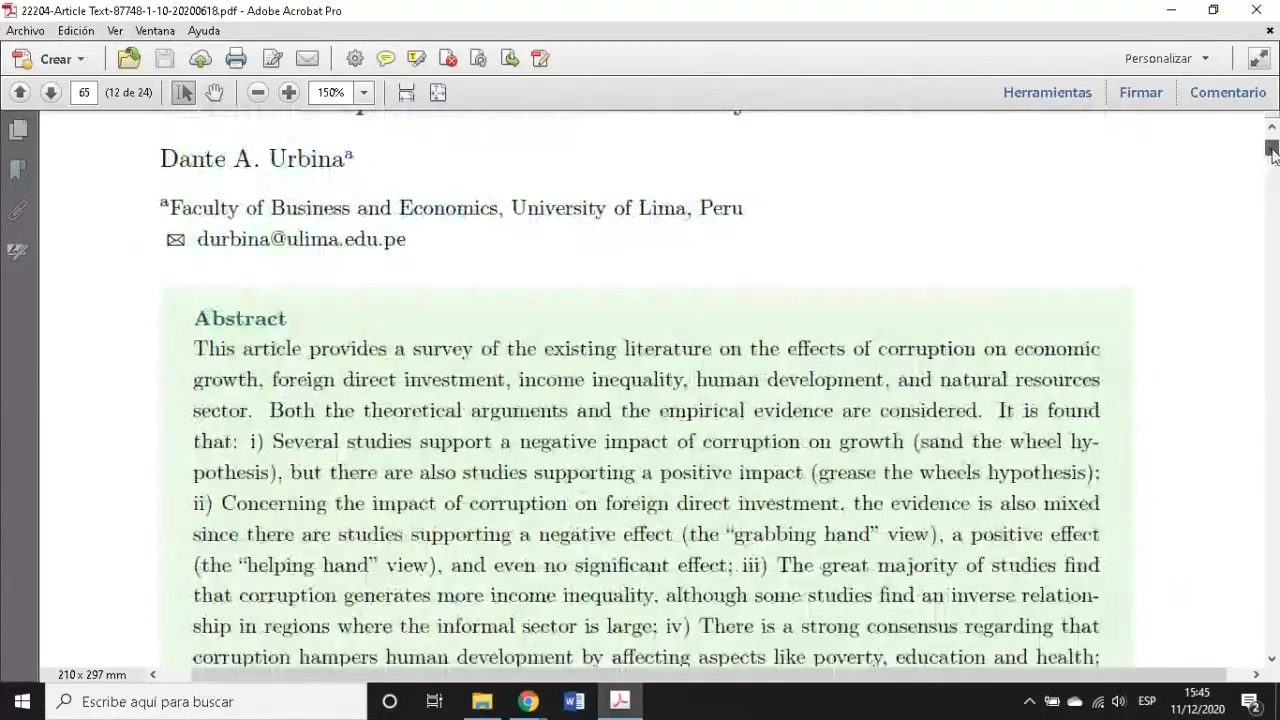 22204-Article Text-87748-1-10-20200618.pdf - Adobe Acrobat Pro
Archivo Edición Ver Ventana Ayuda
Crear Personalizar
65 (12 de 24) 150% Herramientas Firmar Comentario
Dante A. Urbinaª
ªFaculty of Business and Economics, University of Lima, Peru
✉ durbina@ulima.edu.pe
Abstract
This article provides a survey of the existing literature on the effects of corruption on economic
growth, foreign direct investment, income inequality, human development, and natural resources
sector. Both the theoretical arguments and the empirical evidence are considered. It is found
that: i) Several studies support a negative impact of corruption on growth (sand the wheel hy-
pothesis), but there are also studies supporting a positive impact (grease the wheels hypothesis);
ii) Concerning the impact of corruption on foreign direct investment, the evidence is also mixed
since there are studies supporting a negative effect (the “grabbing hand” view), a positive effect
(the “helping hand” view), and even no significant effect; iii) The great majority of studies find
that corruption generates more income inequality, although some studies find an inverse relation-
ship in regions where the informal sector is large; iv) There is a strong consensus regarding that
corruption hampers human development by affecting aspects like poverty, education and health;
210 x 297 mm
Escribe aquí para buscar
ESP
15:45
11/12/2020
2